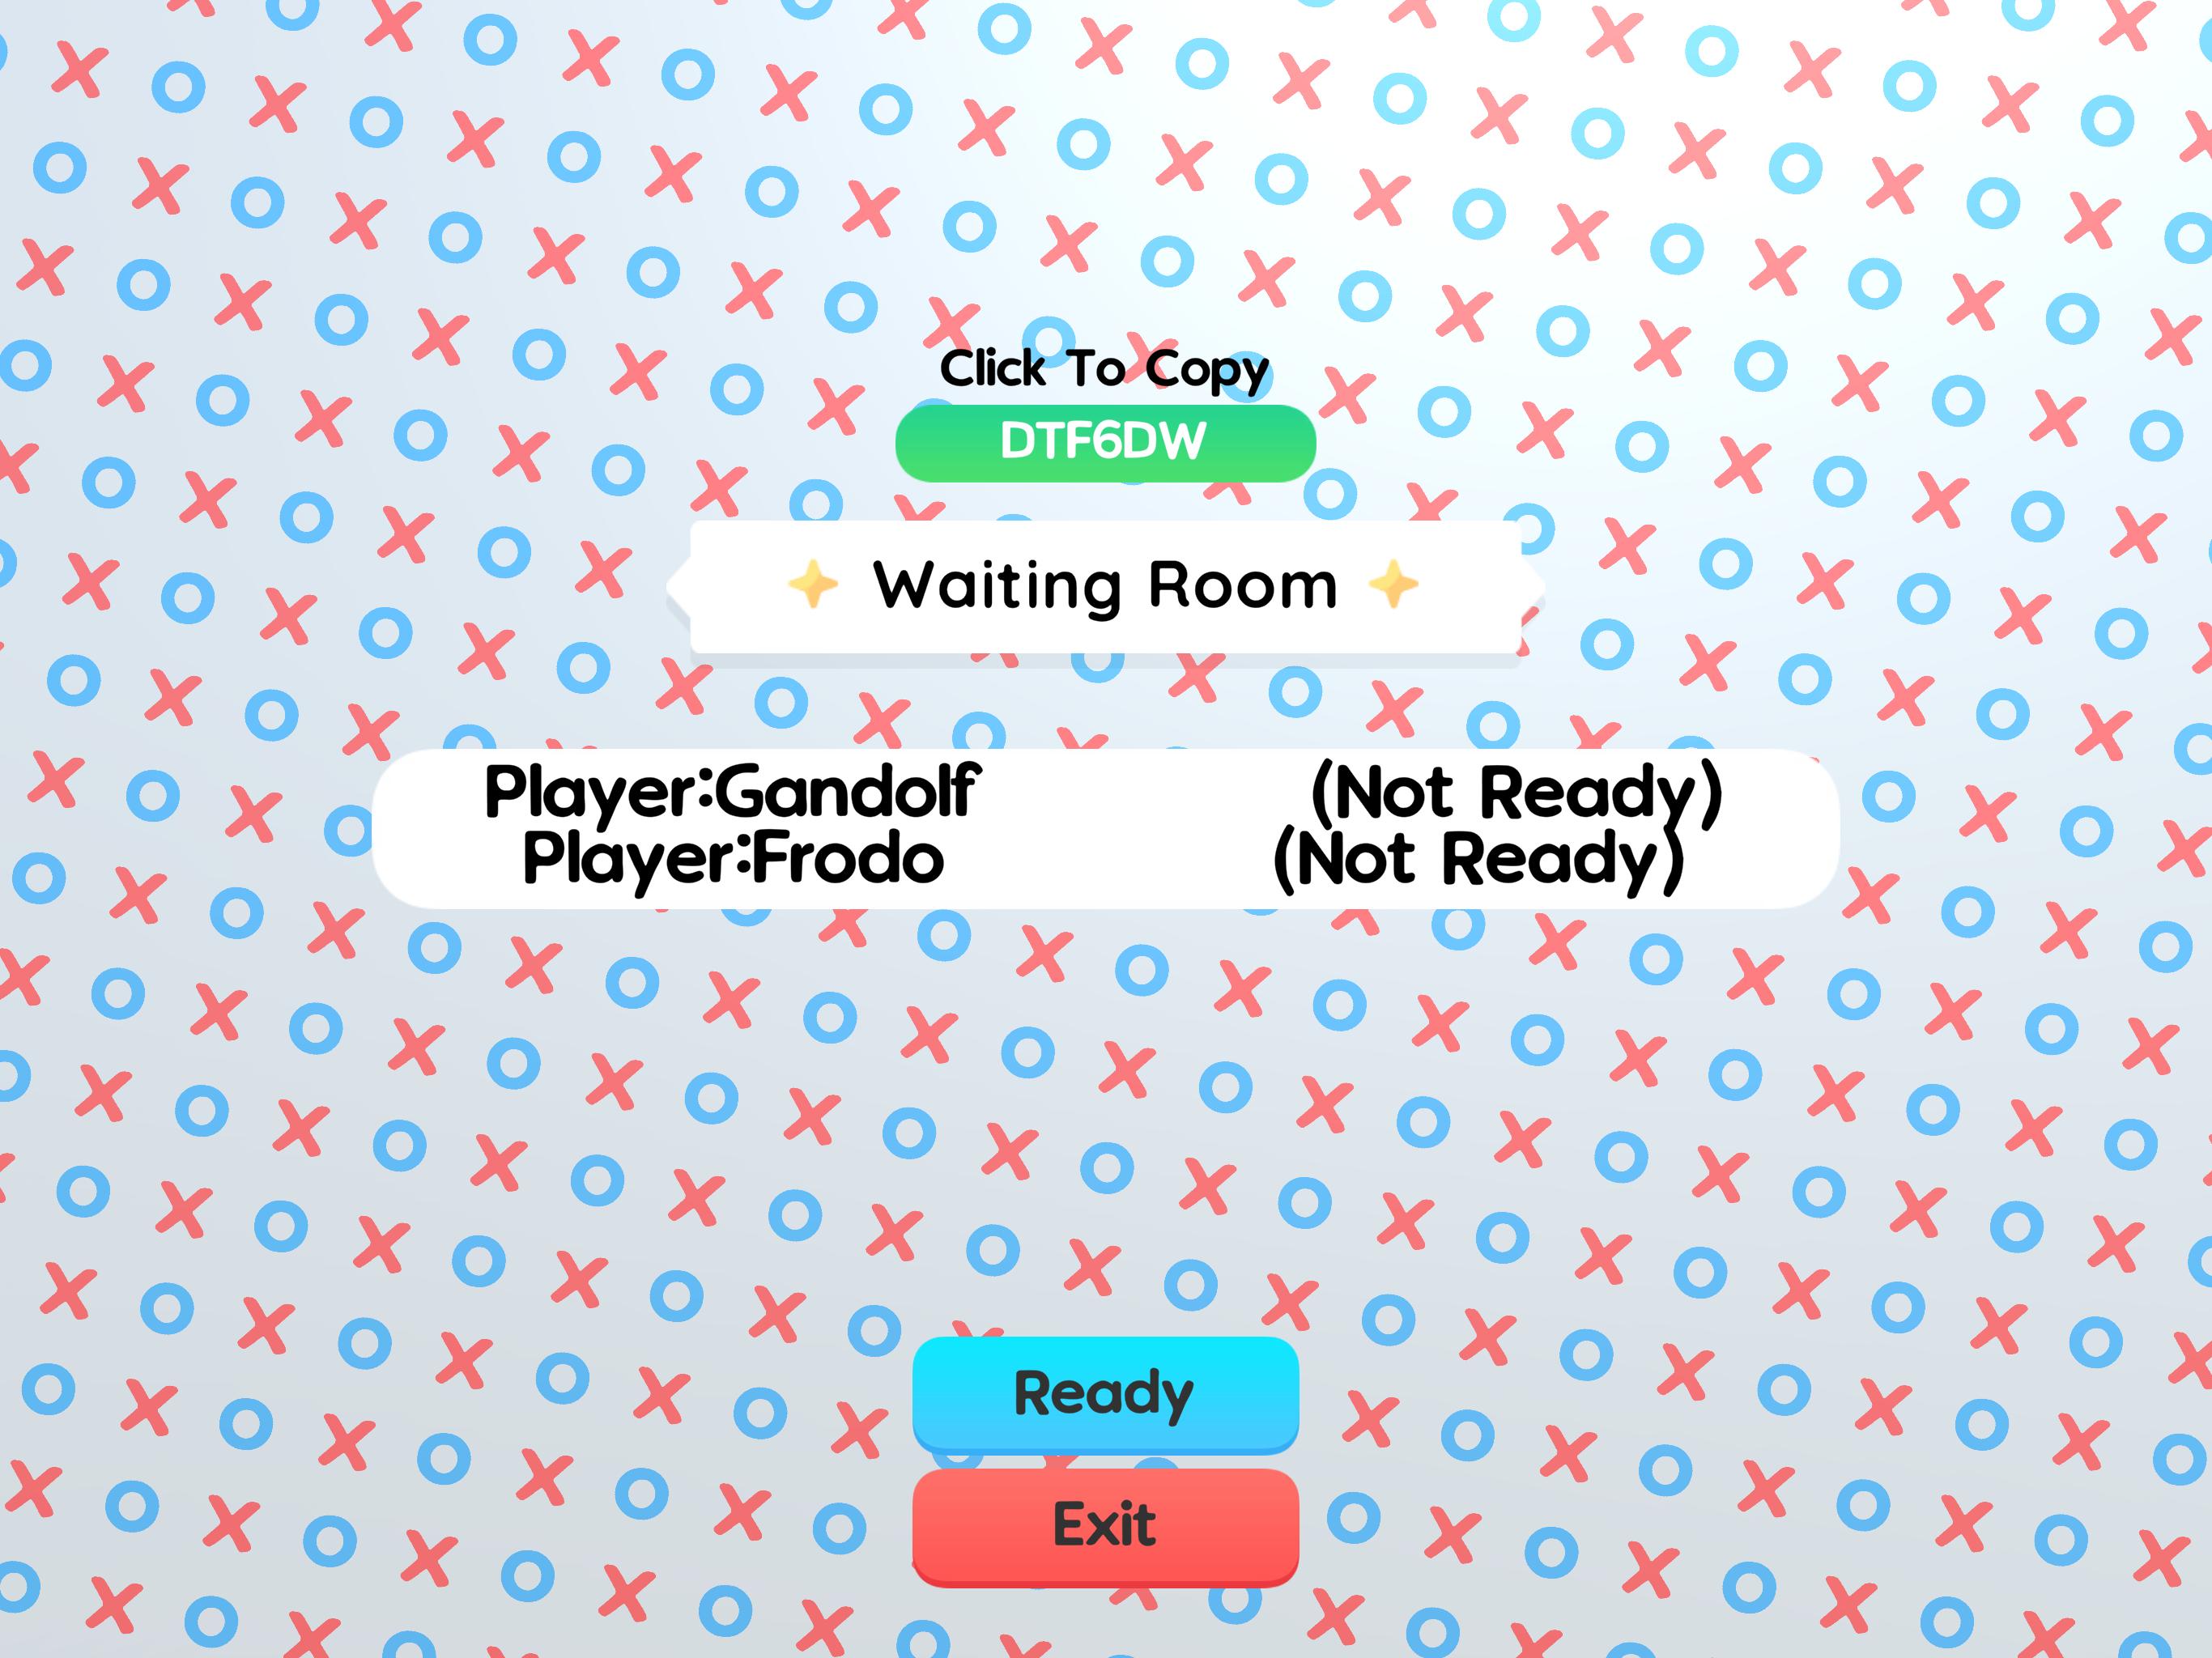 Click To Copy
DTF6DW
Waiting Room
Player:Gandolf (Not Ready)
Player:Frodo (Not Ready)
Ready
Exit